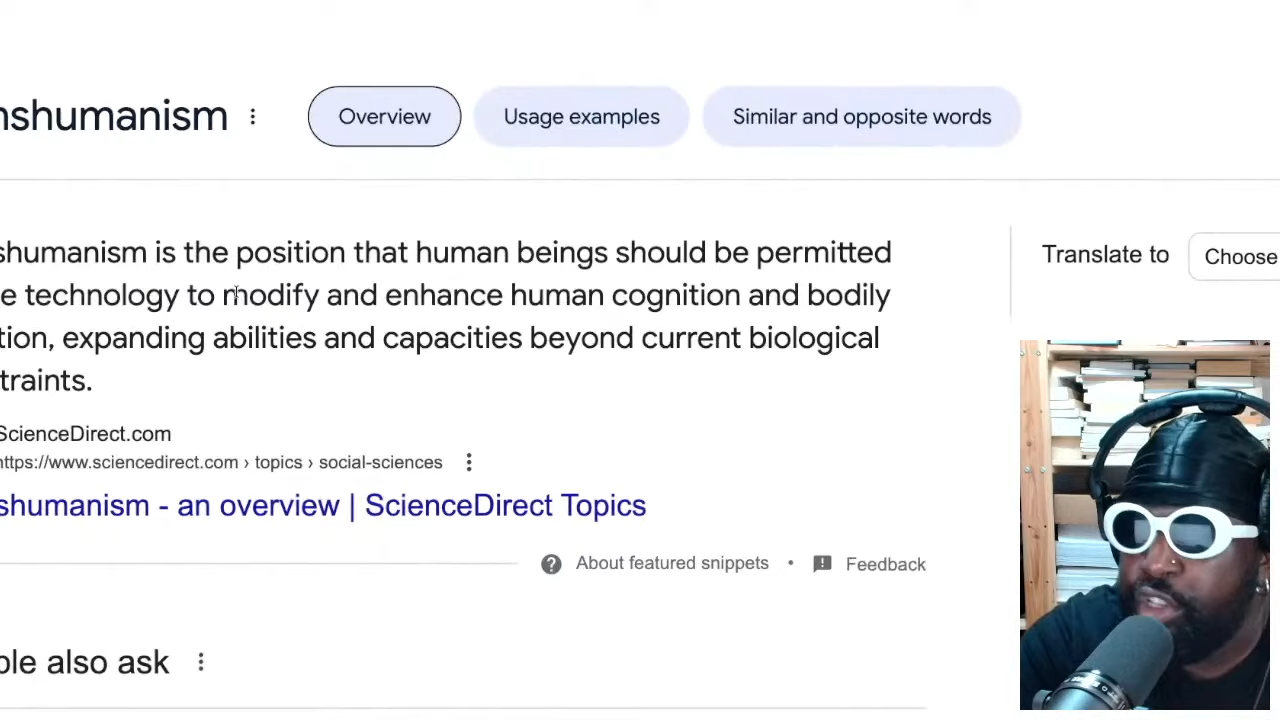 nshumanism
Overview
Usage examples
Similar and opposite words
shumanism is the position that human beings should be permitted
e technology to modify and enhance human cognition and bodily
tion, expanding abilities and capacities beyond current biological
traints.
Translate to
Choose
ScienceDirect.com
https://www.sciencedirect.com › topics › social-sciences
shumanism - an overview | ScienceDirect Topics
About featured snippets • Feedback
ple also ask